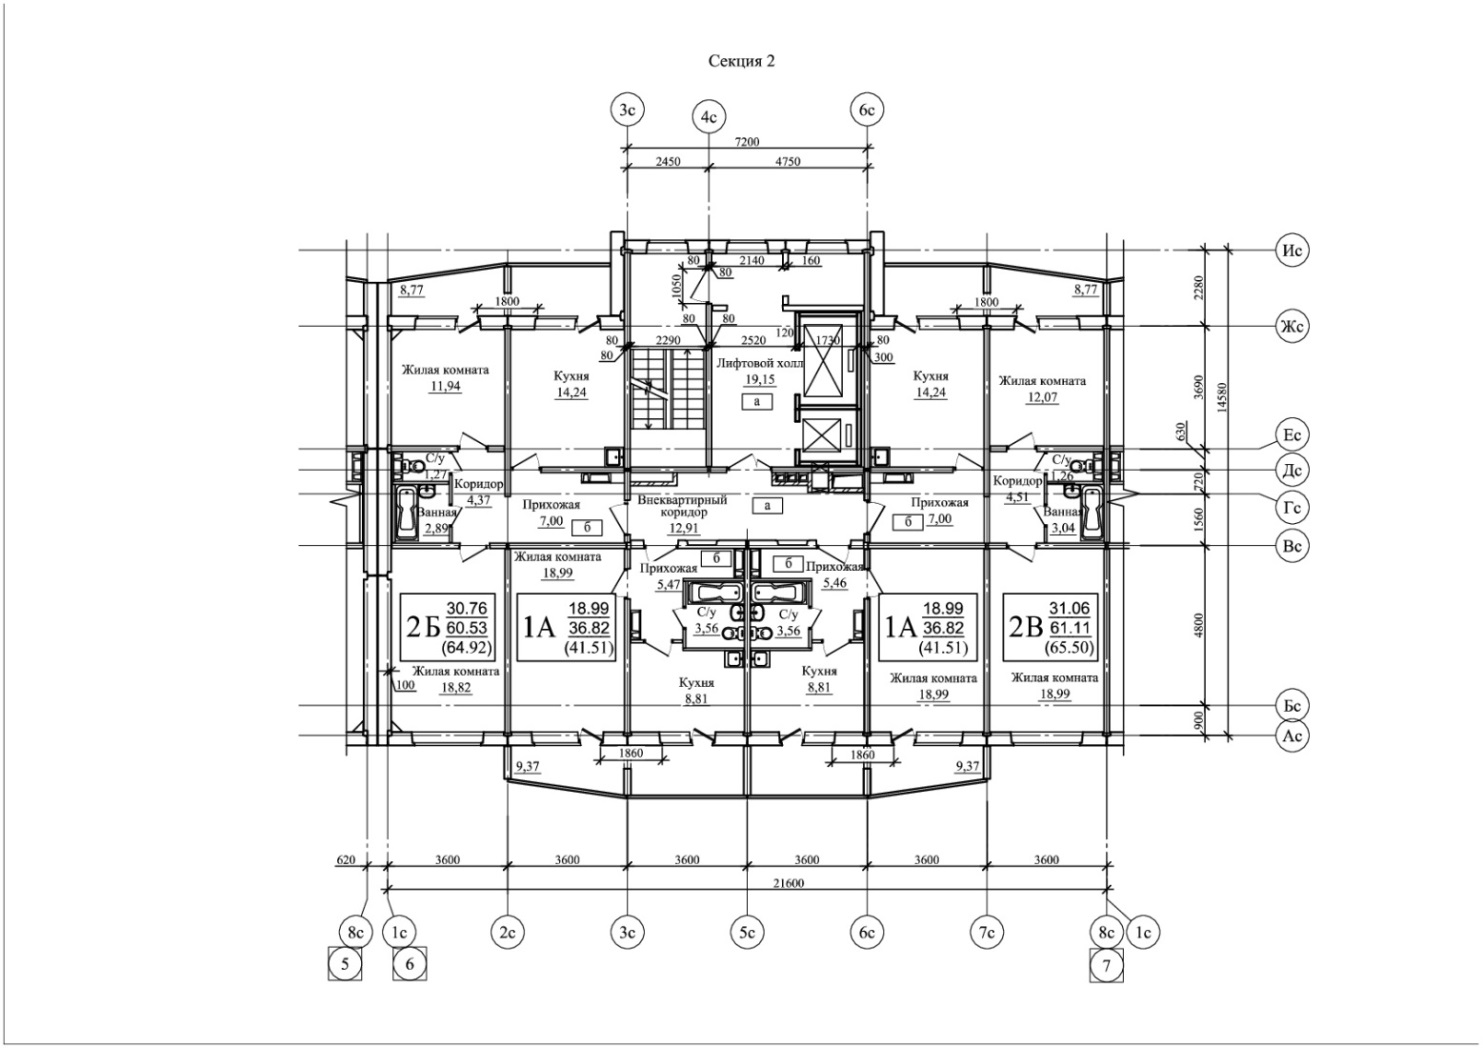 Секция 2
3с
4с
6с
7200
2450
4750
Ис
Жс
Ес
Дс
Гс
Вс
Бс
Ас
2280
3690
630
720
1560
4800
900
14580
80
2140
160
80
1050
80
80
8,77
1800
1800
8,77
80
2290
2520
120
1730
80
80
300
Жилая комната
11,94
Кухня
14,24
Лифтовой холл
19,15
а
Кухня
14,24
Жилая комната
12,07
С/у
1,27
Коридор
4,37
Ванная
2,89
Прихожая
7,00
б
Внеквартирный
коридор
12,91
а
Прихожая
7,00
б
С/у
1,26
Коридор
4,51
Ванная
3,04
Жилая комната
18,99
Прихожая
5,47
б
б
Прихожая
5,46
С/у
3,56
С/у
3,56
2Б
30.76
60.53
(64.92)
1А
18.99
36.82
(41.51)
1А
18.99
36.82
(41.51)
2В
31.06
61.11
(65.50)
Жилая комната
18,82
100
Кухня
8,81
Кухня
8,81
Жилая комната
18,99
Жилая комната
18,99
9,37
1860
1860
9,37
620
3600
3600
3600
3600
3600
3600
21600
8с
1с
2с
3с
5с
6с
7с
8с
1с
5
6
7